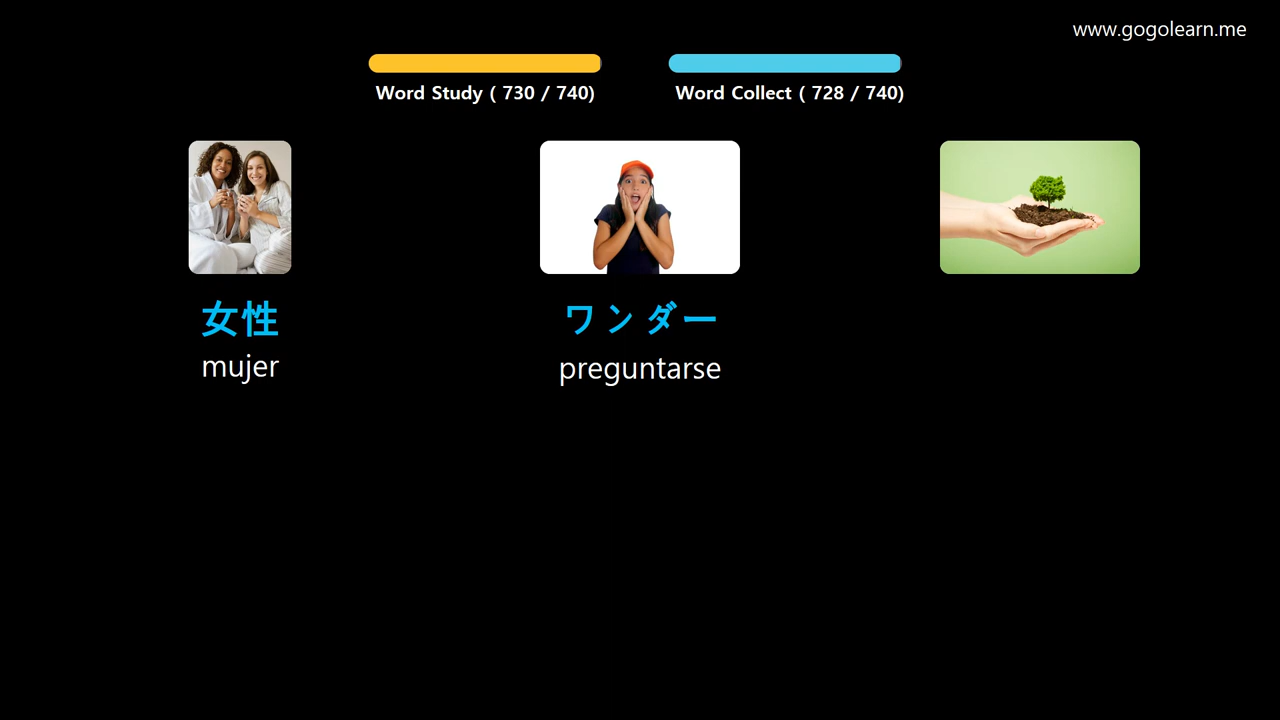 www.gogolearn.me
Word Study ( 730 / 740)
Word Collect ( 728 / 740)
女性
mujer
ワンダー
preguntarse